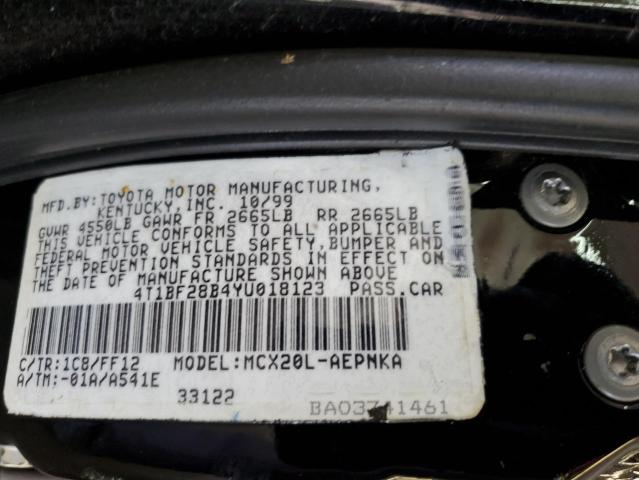 MFD.BY:TOYOTA MOTOR MANUFACTURING,
KENTUCKY,INC. 10/99
GVWR 4550LB GAWR FR 2665LB RR 2665LB
THIS VEHICLE CONFORMS TO ALL APPLICABLE
FEDERAL MOTOR VEHICLE SAFETY,BUMPER AND
THEFT PREVENTION STANDARDS IN EFFECT ON
THE DATE OF MANUFACTURE SHOWN ABOVE
4T1BF28B4YU018123 PASS.CAR
C/TR:1C8/FF12 MODEL:MCX20L-AEPNKA
A/TM:-01A/A541E
33122
BA03741461